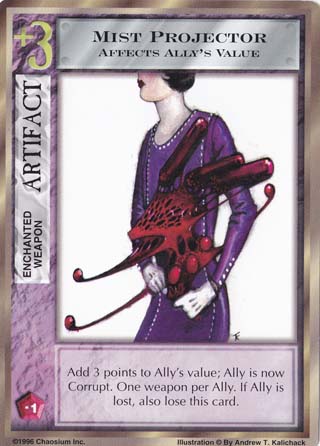 +3
MIST PROJECTOR
AFFECTS ALLY'S VALUE
ARTIFACT
ENCHANTED
WEAPON
Add 3 points to Ally's value; Ally is now
Corrupt. One weapon per Ally. If Ally is
lost, also lose this card.
-1
©1996 Chaosium Inc.
Illustration © By Andrew T. Kalichack